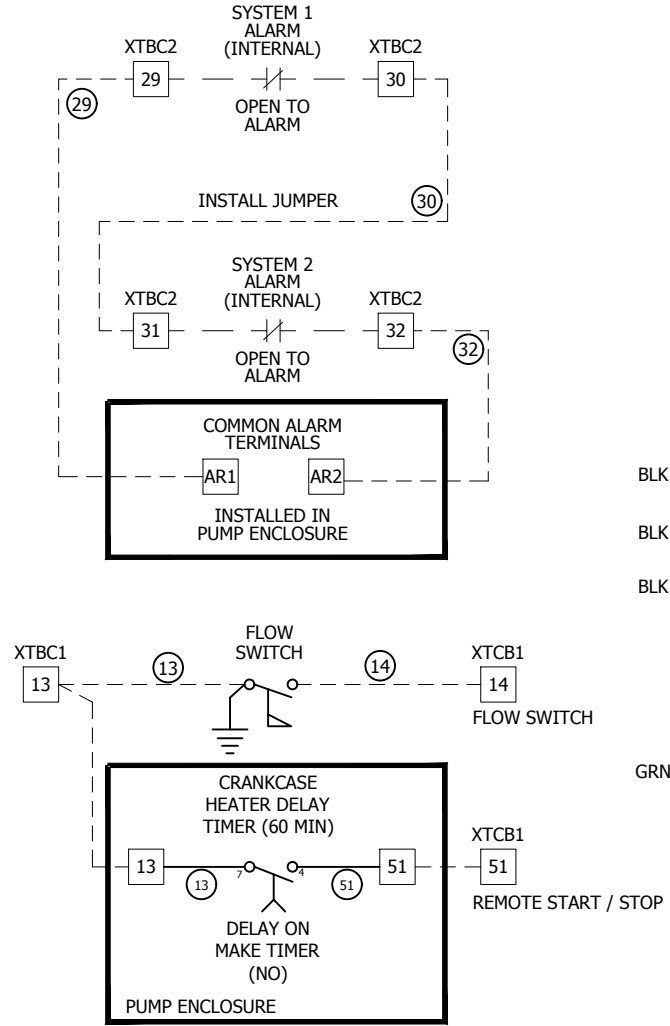 SYSTEM 1
ALARM
(INTERNAL)
XTBC2
XTBC2
29
30
OPEN TO
ALARM
29
30
INSTALL JUMPER
SYSTEM 2
ALARM
(INTERNAL)
XTBC2
XTBC2
31
32
OPEN TO
ALARM
32
COMMON ALARM
TERMINALS
AR1
AR2
INSTALLED IN
PUMP ENCLOSURE
BLK
BLK
BLK
FLOW
SWITCH
XTBC1
XTCB1
13
13
14
14
FLOW SWITCH
GRN
CRANKCASE
HEATER DELAY
TIMER (60 MIN)
XTCB1
13
13
7
4
51
51
51
REMOTE START / STOP
DELAY ON
MAKE TIMER
(NO)
PUMP ENCLOSURE